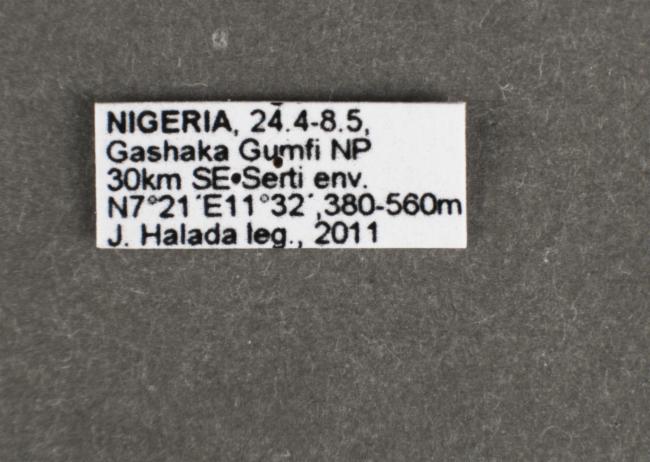 NIGERIA, 24.4-8.5,
Gashaka Gumfi NP
30km SE•Serti env.
N7°21´E11°32´,380-560m
J. Halada leg., 2011